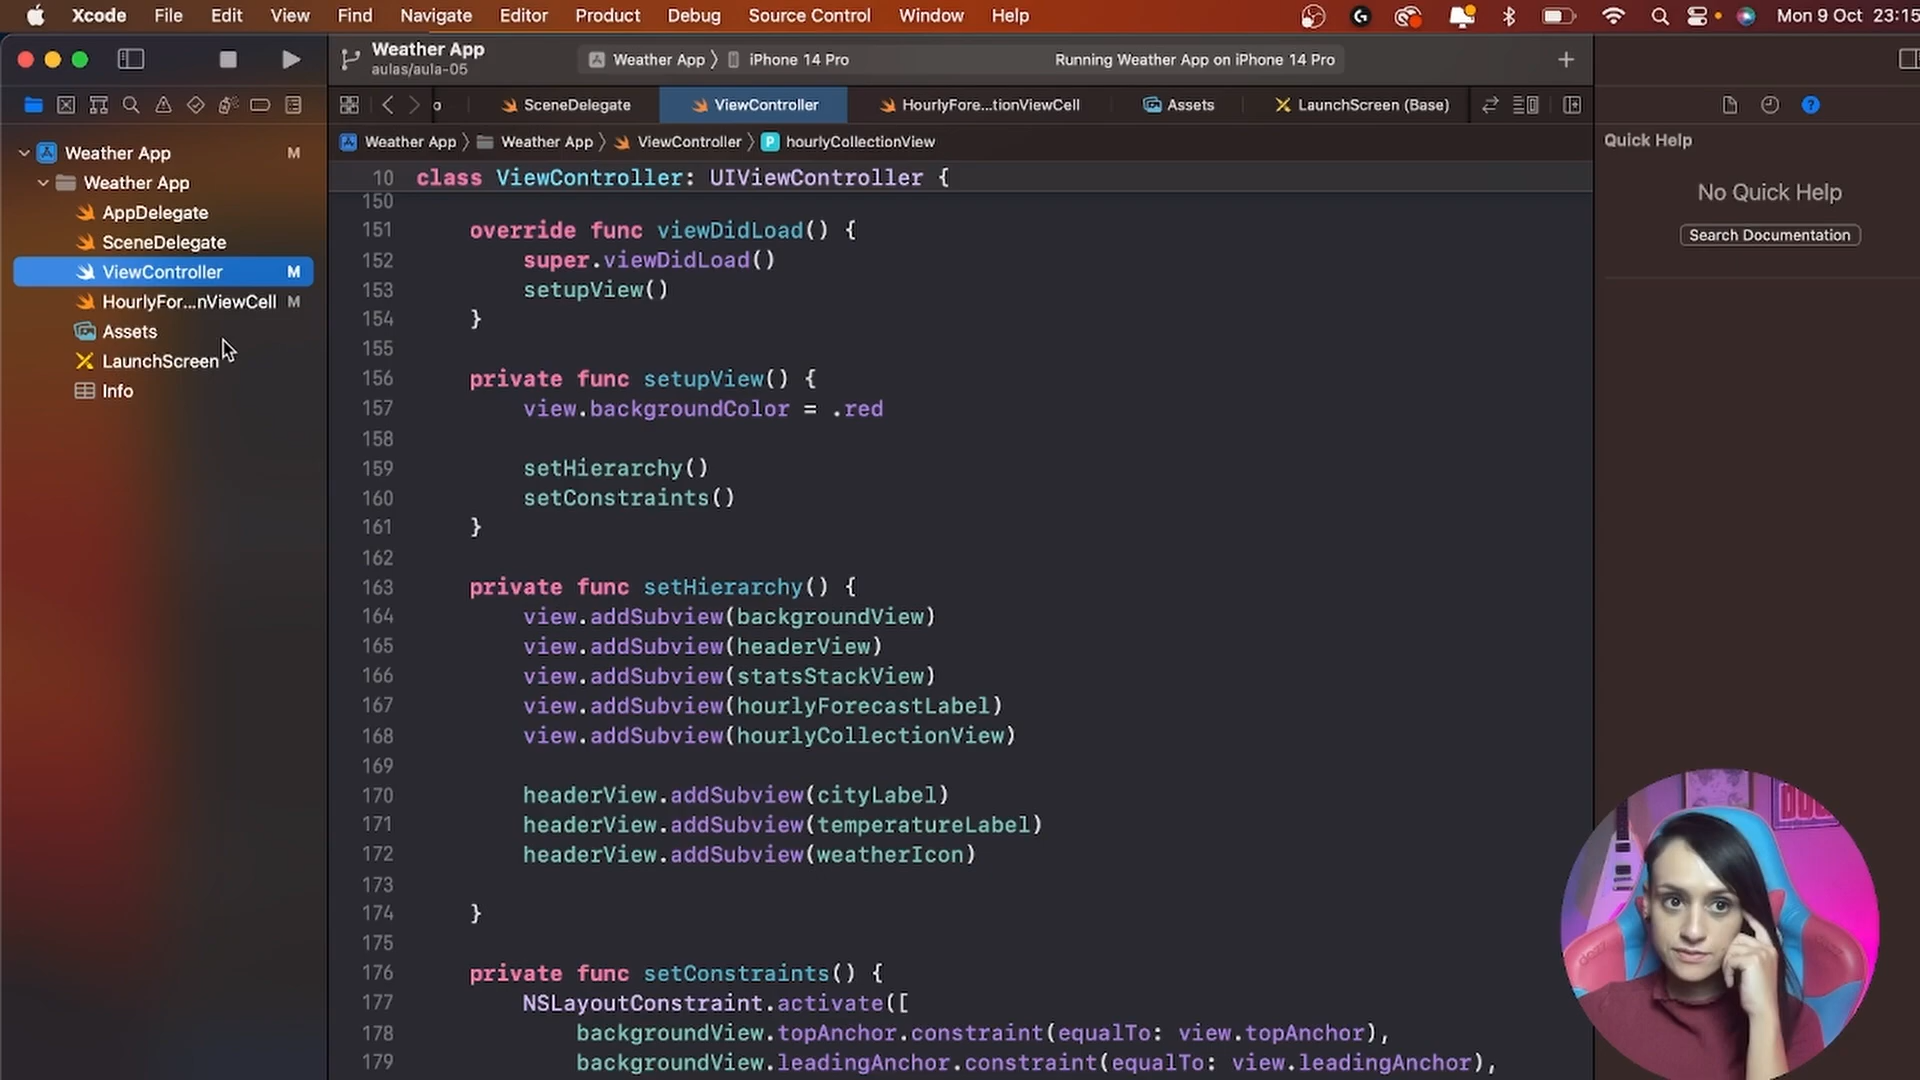 Xcode File Edit View Find Navigate Editor Product Debug Source Control Window Help Mon 9 Oct 23:15
Weather App
aulas/aula-05
Weather App iPhone 14 Pro Running Weather App on iPhone 14 Pro
SceneDelegate ViewController HourlyFore...tionViewCell Assets LaunchScreen (Base)
Weather App Weather App ViewController P hourlyCollectionView
Weather App M
Weather App
AppDelegate
SceneDelegate
ViewController M
HourlyFor...nViewCell M
Assets
LaunchScreen
Info
10 class ViewController: UIViewController {
150
151 override func viewDidLoad() {
152 super.viewDidLoad()
153 setupView()
154 }
155
156 private func setupView() {
157 view.backgroundColor = .red
158
159 setHierarchy()
160 setConstraints()
161 }
162
163 private func setHierarchy() {
164 view.addSubview(backgroundView)
165 view.addSubview(headerView)
166 view.addSubview(statsStackView)
167 view.addSubview(hourlyForecastLabel)
168 view.addSubview(hourlyCollectionView)
169
170 headerView.addSubview(cityLabel)
171 headerView.addSubview(temperatureLabel)
172 headerView.addSubview(weatherIcon)
173
174 }
175
176 private func setConstraints() {
177 NSLayoutConstraint.activate([
178 backgroundView.topAnchor.constraint(equalTo: view.topAnchor),
179 backgroundView.leadingAnchor.constraint(equalTo: view.leadingAnchor),
Quick Help
No Quick Help
Search Documentation